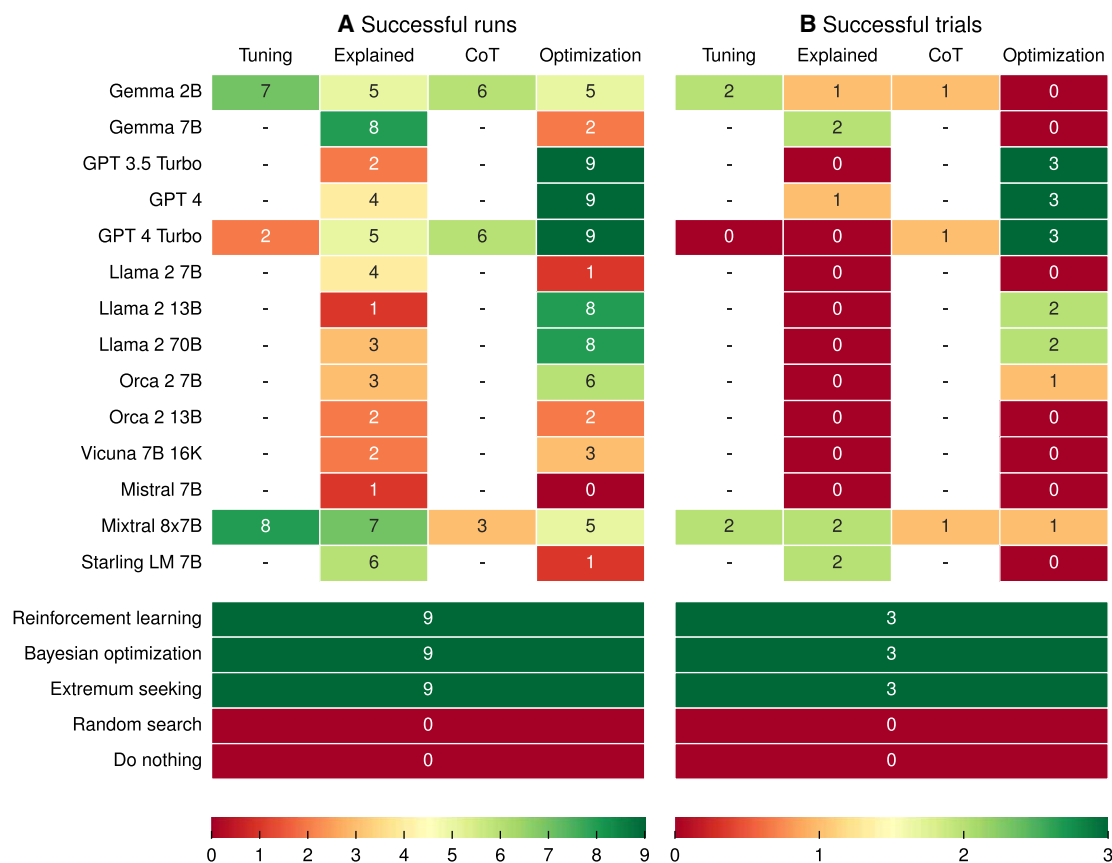 A Successful runs B Successful trials
Tuning Explained CoT Optimization Tuning Explained CoT Optimization
Gemma 2B 7 5 6 5 2 1 1 0
Gemma 7B - 8 - 2 - 2 - 0
GPT 3.5 Turbo - 2 - 9 - 0 - 3
GPT 4 - 4 - 9 - 1 - 3
GPT 4 Turbo 2 5 6 9 0 0 1 3
Llama 2 7B - 4 - 1 - 0 - 0
Llama 2 13B - 1 - 8 - 0 - 2
Llama 2 70B - 3 - 8 - 0 - 2
Orca 2 7B - 3 - 6 - 0 - 1
Orca 2 13B - 2 - 2 - 0 - 0
Vicuna 7B 16K - 2 - 3 - 0 - 0
Mistral 7B - 1 - 0 - 0 - 0
Mixtral 8x7B 8 7 3 5 2 2 1 1
Starling LM 7B - 6 - 1 - 2 - 0
Reinforcement learning 9 3
Bayesian optimization 9 3
Extremum seeking 9 3
Random search 0 0
Do nothing 0 0
0 1 2 3 4 5 6 7 8 9 0 1 2 3